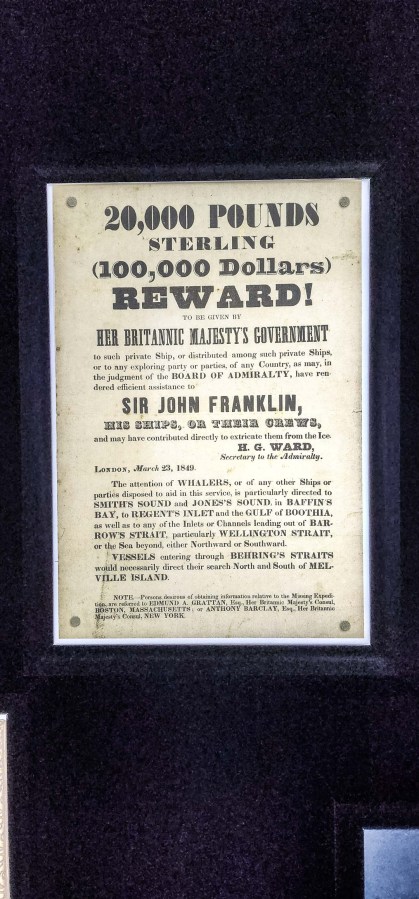 20,000 POUNDS
STERLING
(100,000 Dollars)
REWARD!
TO BE GIVEN BY
HER BRITANNIC MAJESTY'S GOVERNMENT
to such private Ship, or distributed among such private Ships,
or to any exploring party or parties, of any Country, as may, in
the judgment of the BOARD OF ADMIRALTY, have ren-
dered efficient assistance to
SIR JOHN FRANKLIN,
HIS SHIPS, OR THEIR CREWS,
and may have contributed directly to extricate them from the Ice.
H. G. WARD,
Secretary to the Admiralty.
LONDON, March 23, 1849.
The attention of WHALERS, or of any other Ships or
parties disposed to aid in this service, is particularly directed to
SMITH'S SOUND and JONES'S SOUND, in BAFFIN'S
BAY, to REGENT'S INLET and the GULF of BOOTHIA,
as well as to any of the Inlets or Channels leading out of BAR-
ROW'S STRAIT, particularly WELLINGTON STRAIT,
or the Sea beyond, either Northward or Southward.
VESSELS entering through BEHRING'S STRAITS
would necessarily direct their search North and South of MEL-
VILLE ISLAND.
NOTE.—Persons desirous of obtaining information relative to the Missing Expedi-
tion, are referred to EDMUND A. GRATTAN, Esq., Her Britannic Majesty's Consul,
BOSTON, MASSACHUSETTS; or ANTHONY BARCLAY, Esq., Her Britannic
Majesty's Consul, NEW YORK.